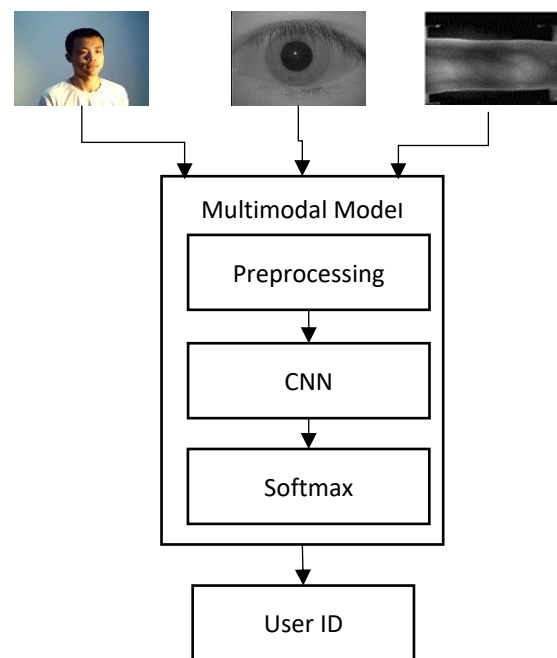 Multimodal Model
Preprocessing
CNN
Softmax
User ID